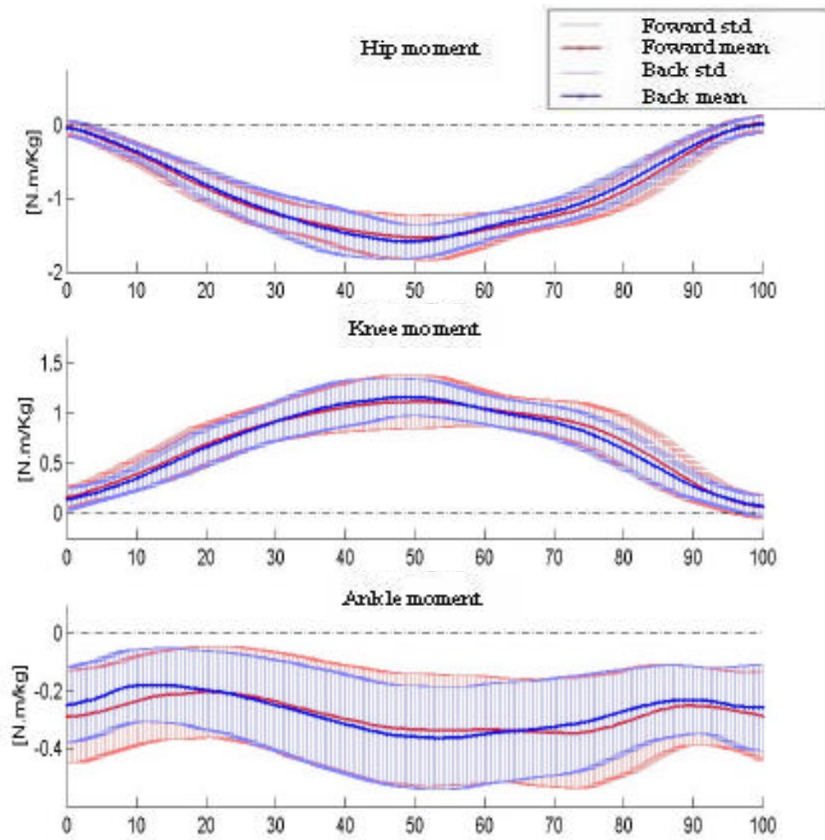 Foward std
Foward mean
Back std
Back mean
Hip moment
[N.m/Kg]
0
-1
-2
0 10 20 30 40 50 60 70 80 90 100
Knee moment
[N.m/Kg]
1.5
1
0.5
0
0 10 20 30 40 50 60 70 80 90 100
Ankle moment
[N.m/kg]
0
-0.2
-0.4
0 10 20 30 40 50 60 70 80 90 100